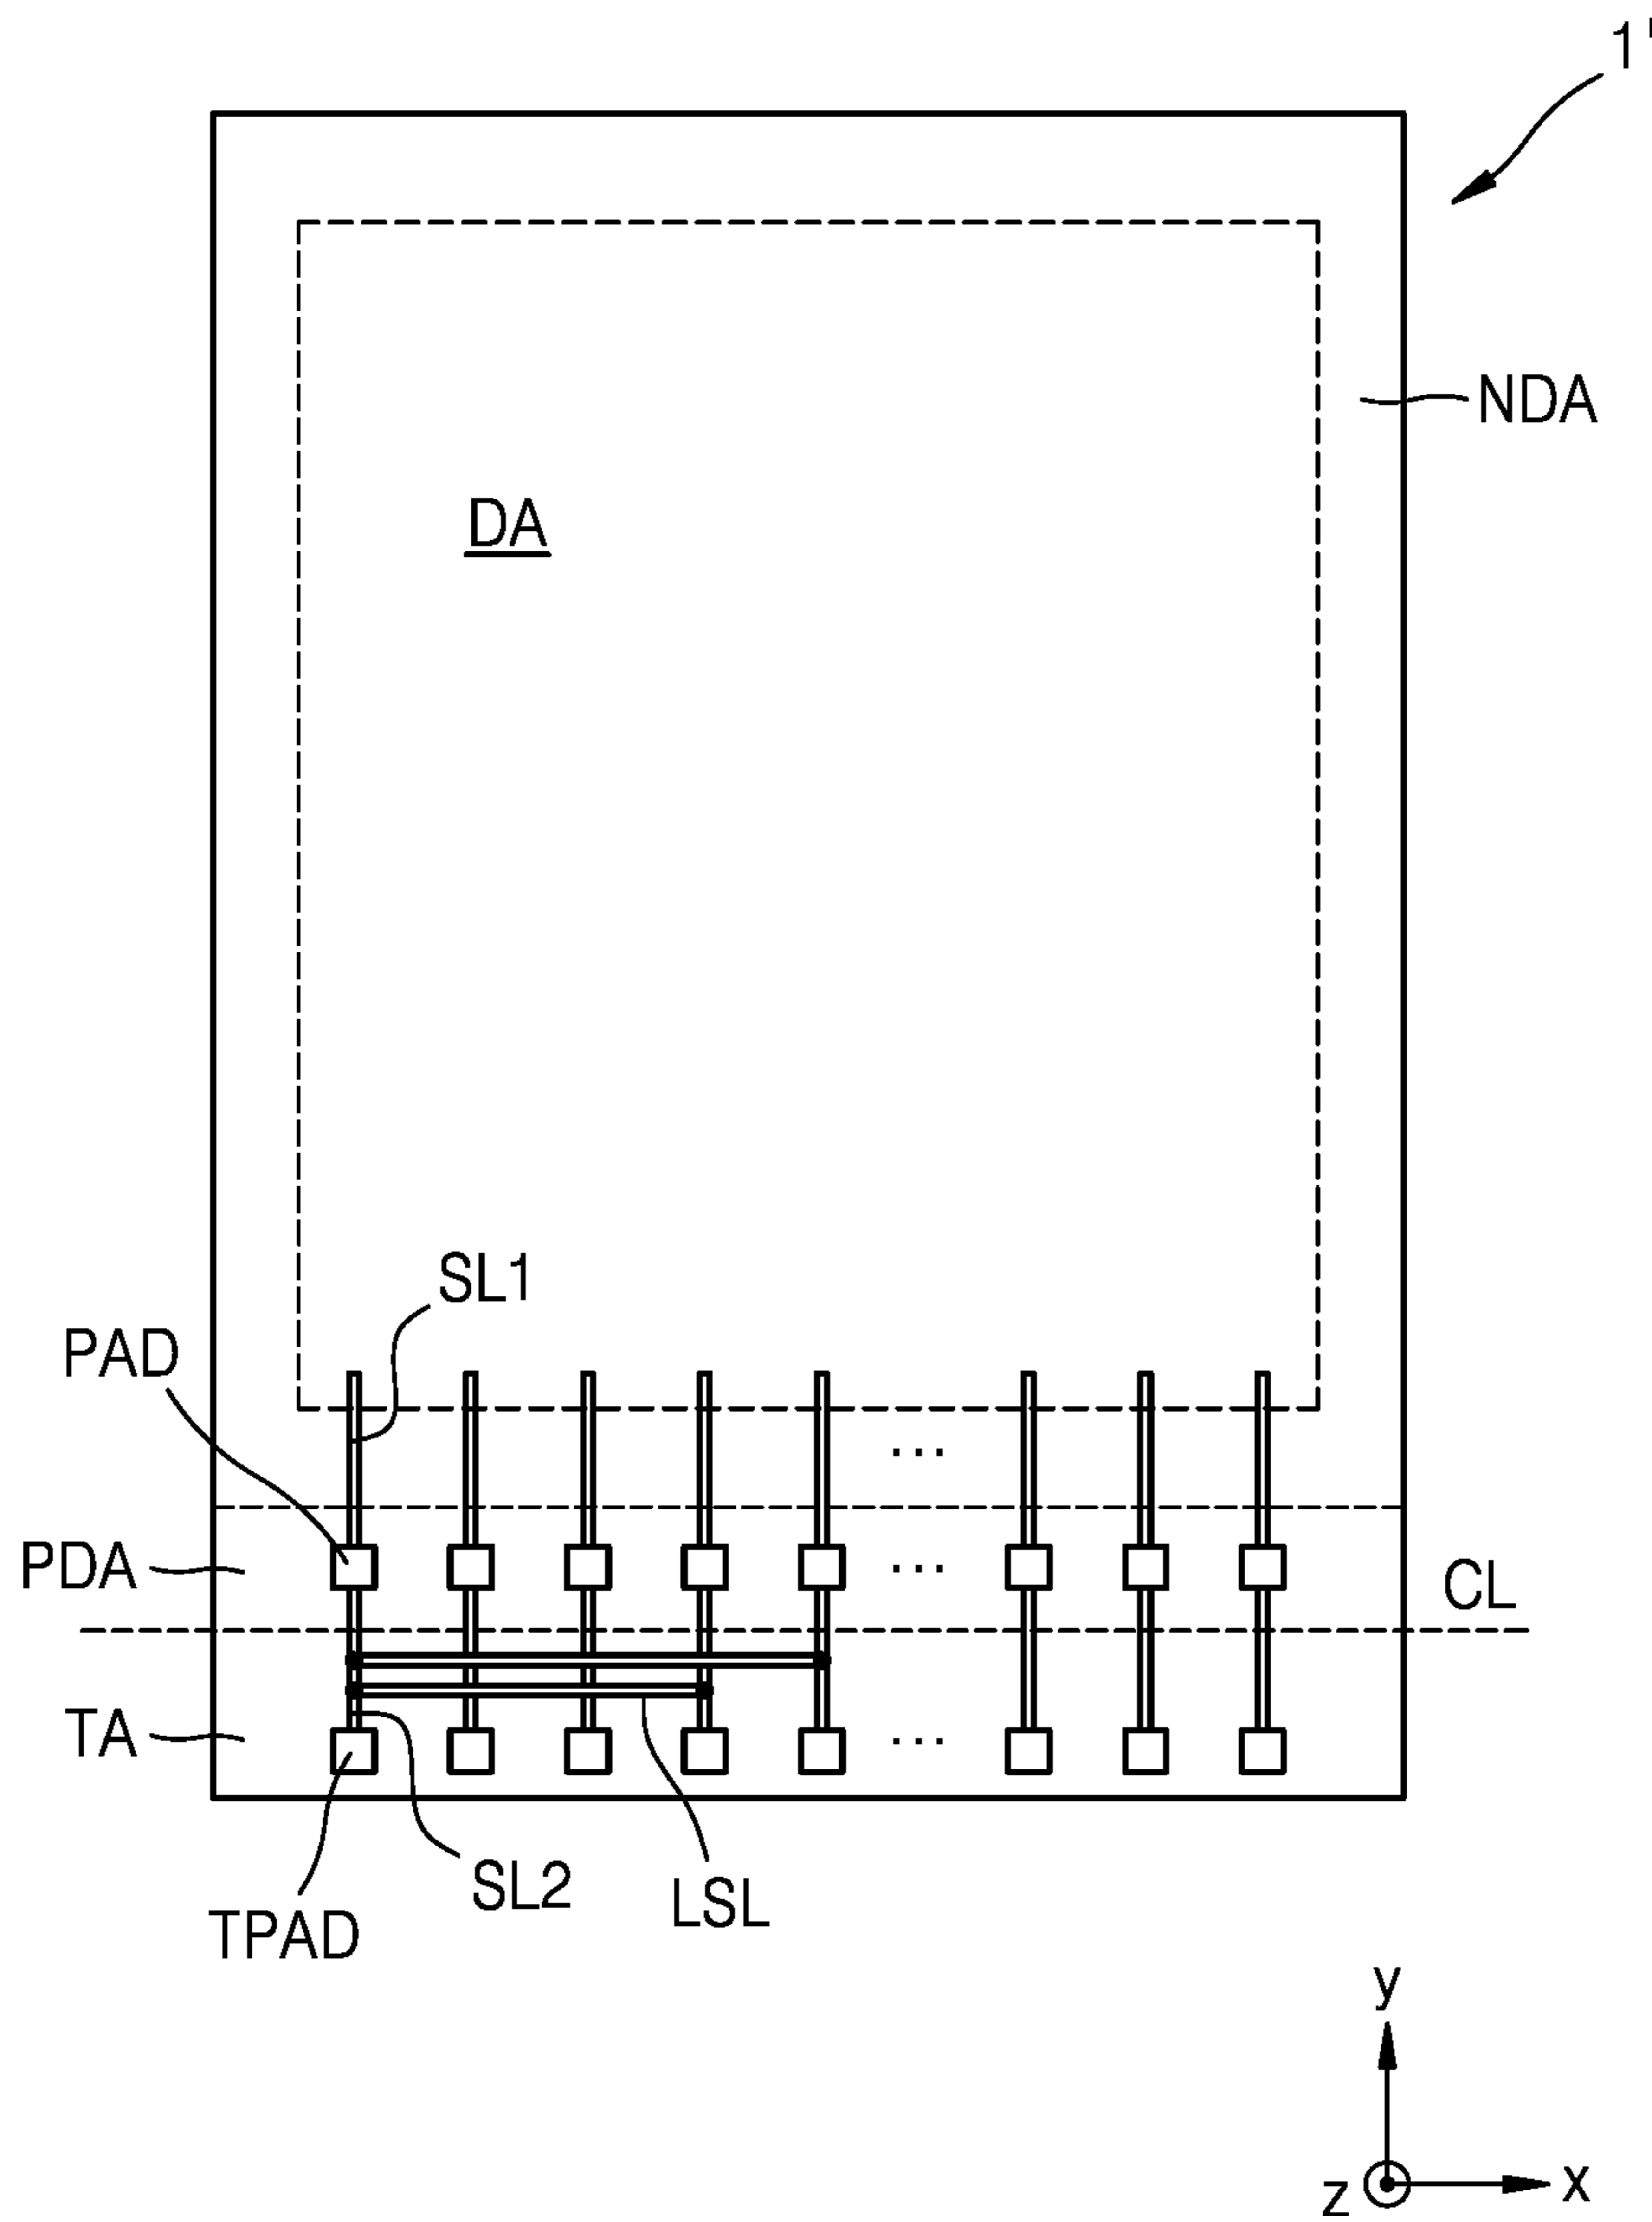 1'
NDA
DA
SL1
PAD
...
PDA
...
CL
TA
...
SL2
LSL
TPAD
y
z
x